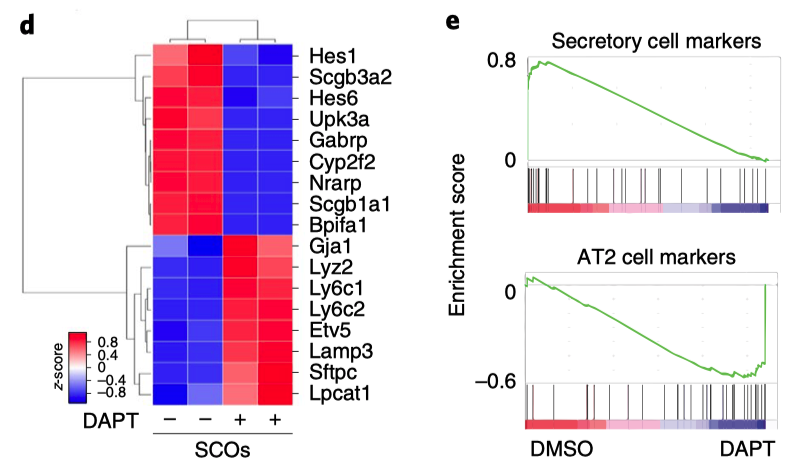 d
Hes1
Scgb3a2
Hes6
Upk3a
Gabrp
Cyp2f2
Nrarp
Scgb1a1
Bpifa1
Gja1
Lyz2
Ly6c1
Ly6c2
Etv5
Lamp3
Sftpc
Lpcat1
z-score
0.8
0.4
0
−0.4
−0.8
DAPT − − + +
SCOs
e
Secretory cell markers
0.8
0
Enrichment score
AT2 cell markers
0
−0.6
DMSO DAPT